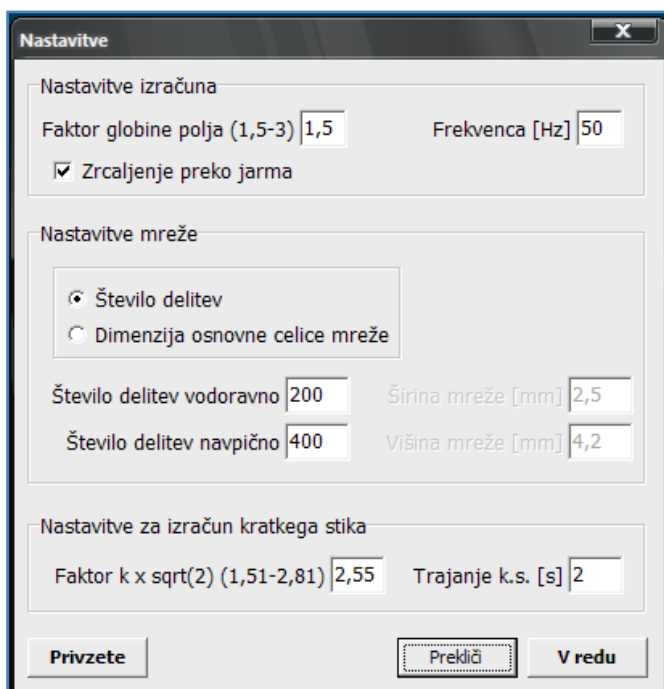 Nastavitve
X
Nastavitve izračuna
Faktor globine polja (1,5-3) 1,5 Frekvenca [Hz] 50
Zrcaljenje preko jarma
Nastavitve mreže
Število delitev
Dimenzija osnovne celice mreže
Število delitev vodoravno 200 Širina mreže [mm] 2,5
Število delitev navpično 400 Višina mreže [mm] 4,2
Nastavitve za izračun kratkega stika
Faktor k x sqrt(2) (1,51-2,81) 2,55 Trajanje k.s. [s] 2
Privzete Prekliči V redu